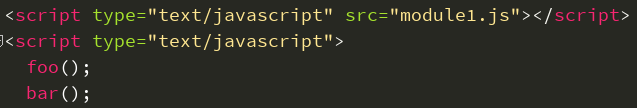 <script type="text/javascript" src="module1.js"></script>
<script type="text/javascript">
foo();
bar();